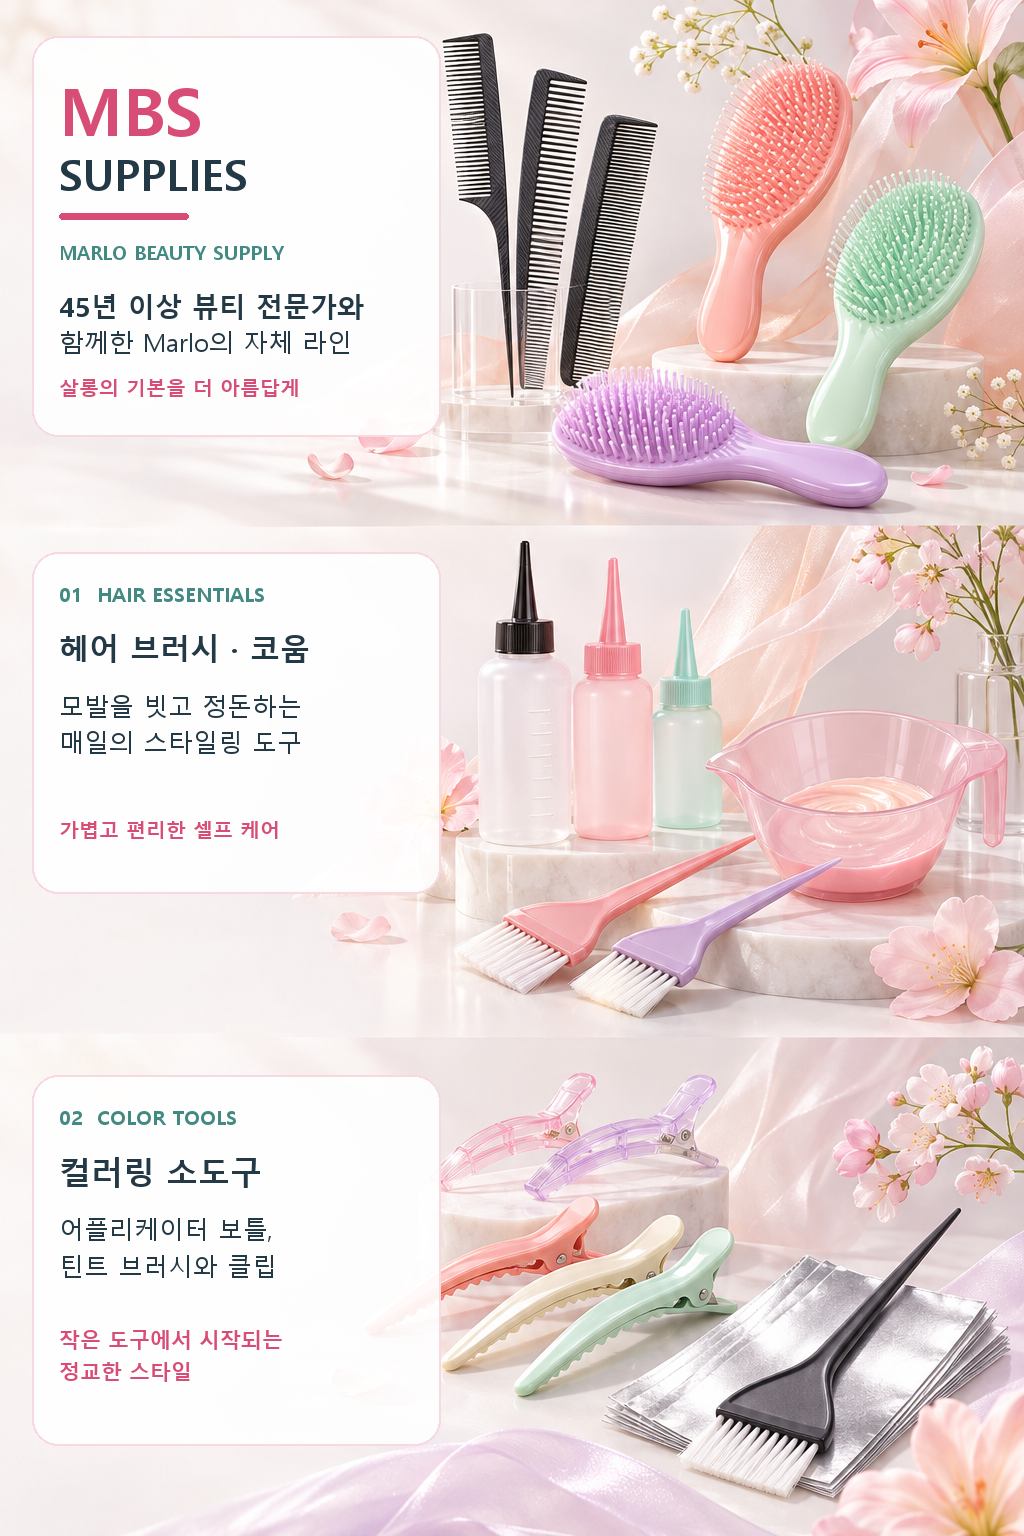 MBS
SUPPLIES
MARLO BEAUTY SUPPLY
45년 이상 뷰티 전문가와
함께한 Marlo의 자체 라인
살롱의 기본을 더 아름답게
01 HAIR ESSENTIALS
헤어 브러시 · 코움
모발을 빗고 정돈하는
매일의 스타일링 도구
가볍고 편리한 셀프 케어
02 COLOR TOOLS
컬러링 소도구
어플리케이터 보틀,
틴트 브러시와 클립
작은 도구에서 시작되는
정교한 스타일